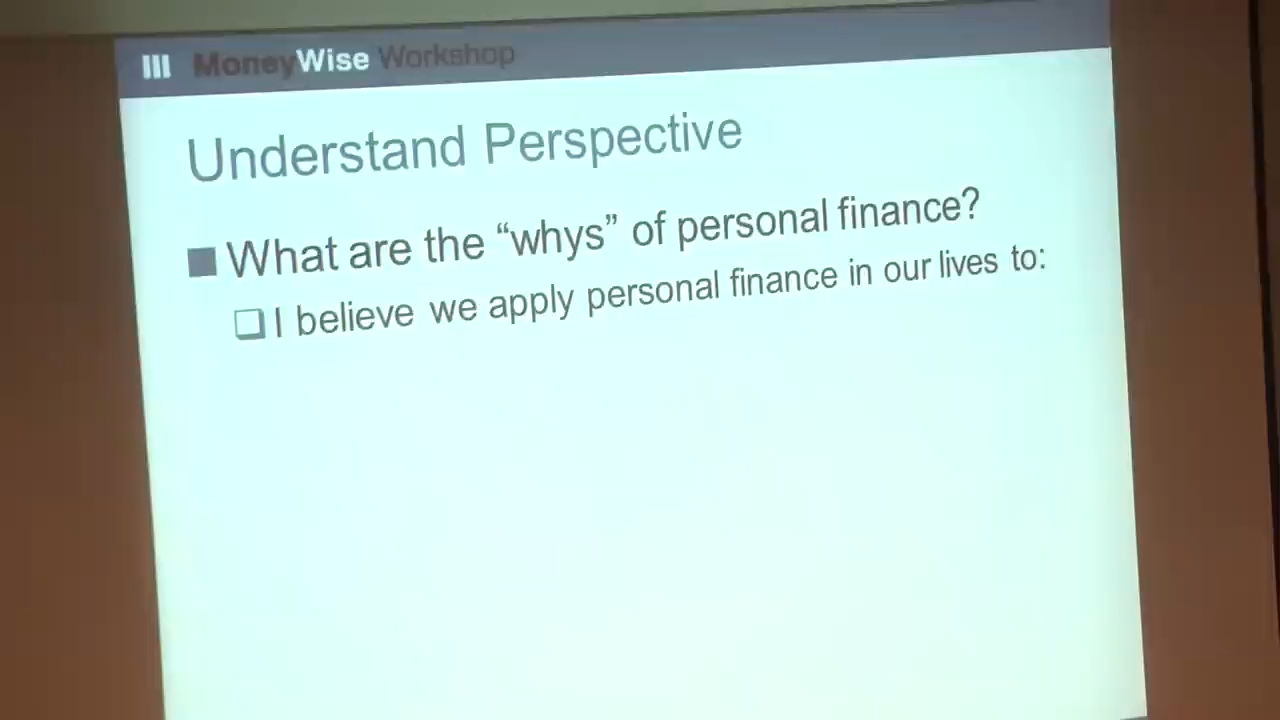 MoneyWise Workshop
Understand Perspective
What are the “whys” of personal finance?
I believe we apply personal finance in our lives to: